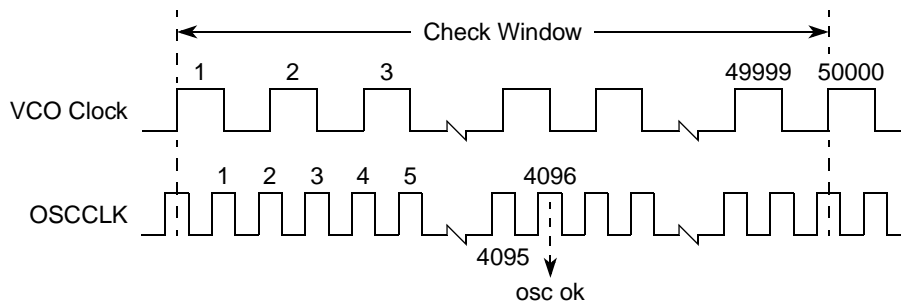 Check Window
1 2 3 49999 50000
VCO Clock
1 2 3 4 5 4096
OSCCLK
4095
osc ok